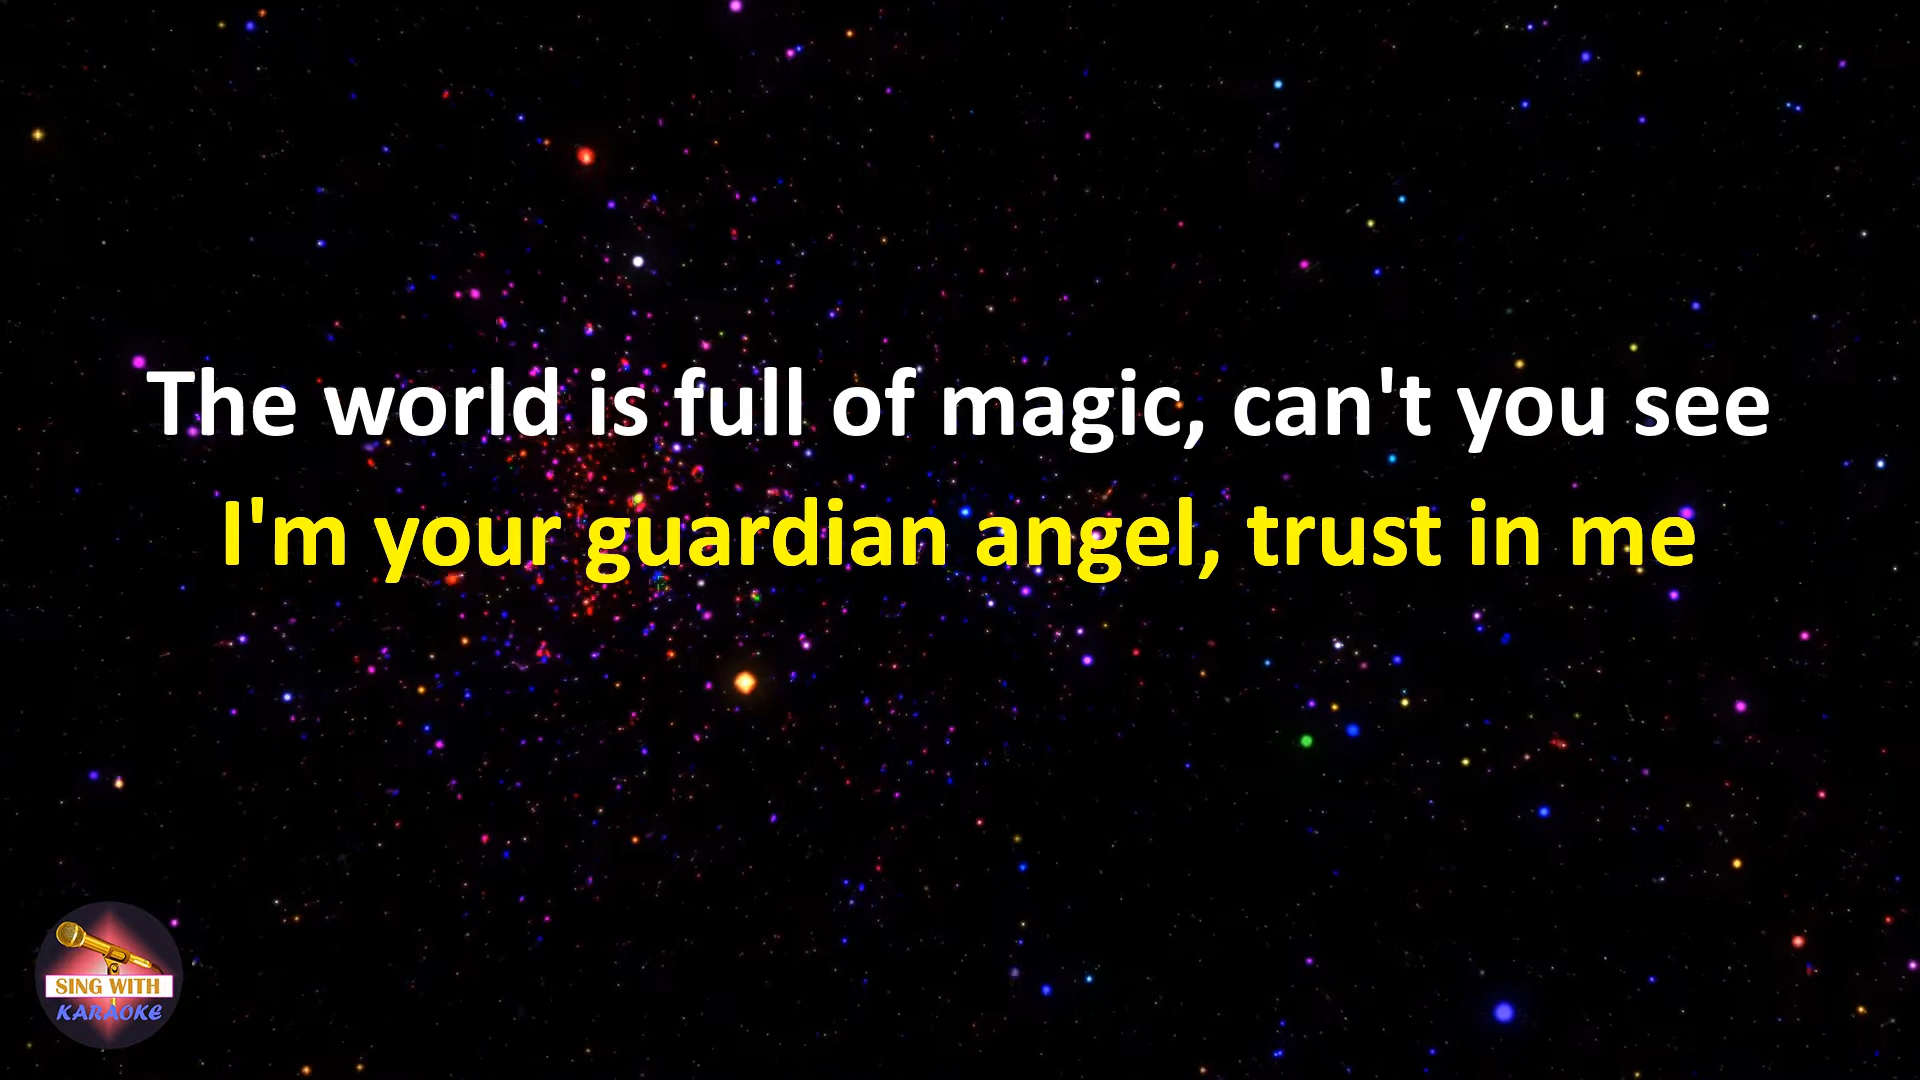 The world is full of magic, can't you see
I'm your guardian angel, trust in me
SING WITH
KARAOKE